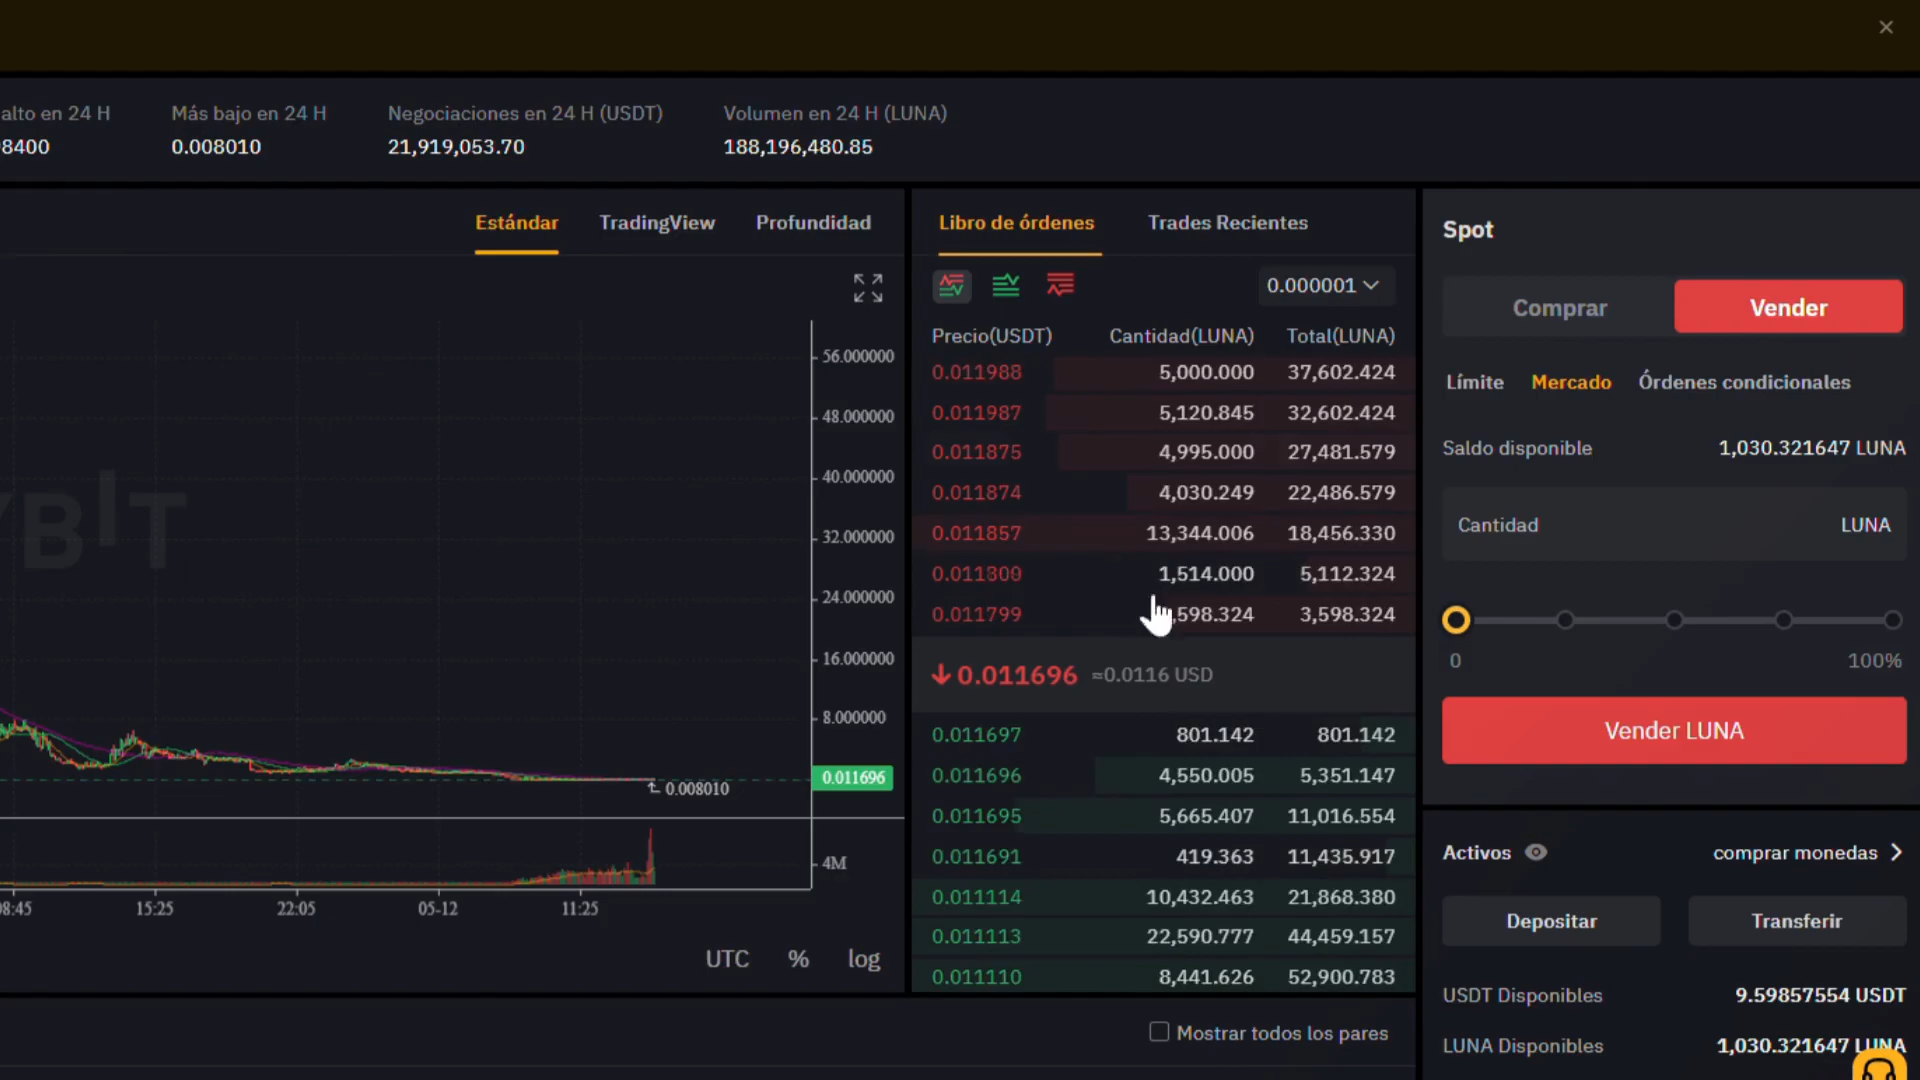 alto en 24 H Más bajo en 24 H Negociaciones en 24 H (USDT) Volumen en 24 H (LUNA)
8400 0.008010 21,919,053.70 188,196,480.85
Estándar TradingView Profundidad
56.000000
48.000000
40.000000
32.000000
24.000000
16.000000
8.000000
0.011696
0.008010
4M
YBIT
08:45 15:25 22:05 05-12 11:25
UTC % log
Libro de órdenes Trades Recientes
0.000001
Precio(USDT) Cantidad(LUNA) Total(LUNA)
0.011988 5,000.000 37,602.424
0.011987 5,120.845 32,602.424
0.011875 4,995.000 27,481.579
0.011874 4,030.249 22,486.579
0.011857 13,344.006 18,456.330
0.011800 1,514.000 5,112.324
0.011799 ,598.324 3,598.324
0.011696 ≈0.0116 USD
0.011697 801.142 801.142
0.011696 4,550.005 5,351.147
0.011695 5,665.407 11,016.554
0.011691 419.363 11,435.917
0.011114 10,432.463 21,868.380
0.011113 22,590.777 44,459.157
0.011110 8,441.626 52,900.783
Mostrar todos los pares
Spot
Comprar Vender
Límite Mercado Órdenes condicionales
Saldo disponible 1,030.321647 LUNA
Cantidad LUNA
0 100%
Vender LUNA
Activos comprar monedas
Depositar Transferir
USDT Disponibles 9.59857554 USDT
LUNA Disponibles 1,030.321647 LUNA